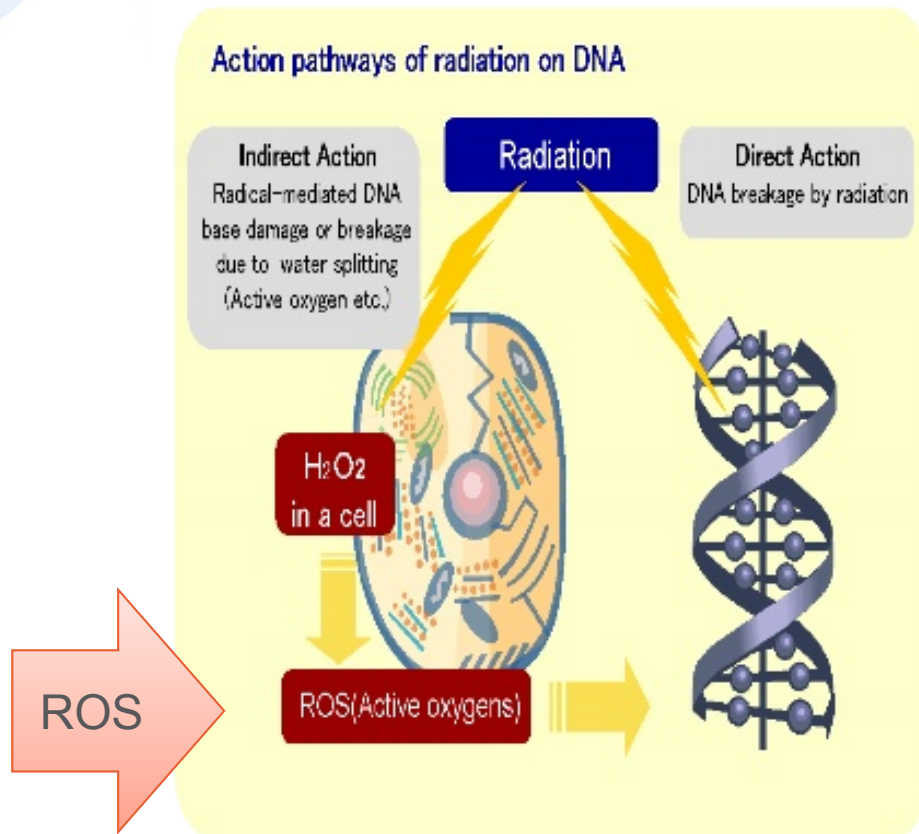 Action pathways of radiation on DNA
Indirect Action
Radical-mediated DNA
base damage or breakage
due to water splitting
(Active oxygen etc.)
Radiation
Direct Action
DNA breakage by radiation
H₂O2
in a cell
ROS
ROS(Active oxygens)